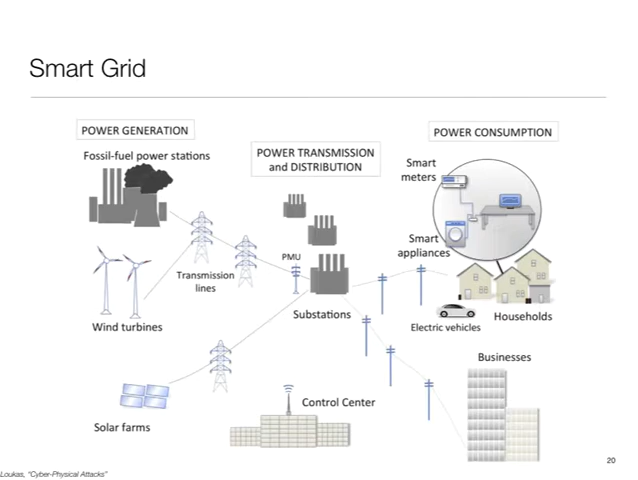 Smart Grid
POWER GENERATION
Fossil-fuel power stations
Transmission
lines
Wind turbines
Solar farms
POWER TRANSMISSION
and DISTRIBUTION
PMU
Substations
Control Center
POWER CONSUMPTION
Smart
meters
Smart
appliances
Electric vehicles
Households
Businesses
20
Loukas, "Cyber-Physical Attacks"